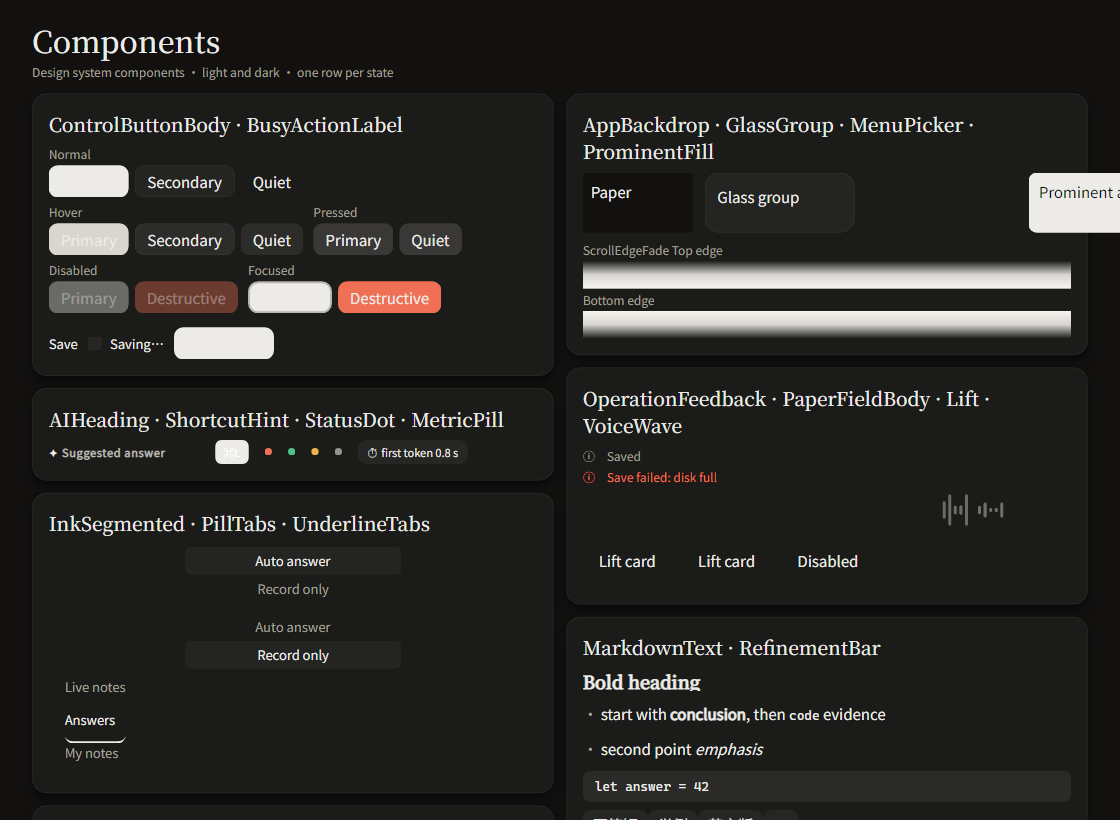 Components
Design system components • light and dark • one row per state
ControlButtonBody · BusyActionLabel
Normal
Secondary
Quiet
Hover
Pressed
Primary
Secondary
Quiet
Primary
Quiet
Disabled
Focused
Primary
Destructive
Destructive
Save
Saving···
AIHeading · ShortcutHint · StatusDot · MetricPill
✦ Suggested answer
⏱ first token 0.8 s
InkSegmented · PillTabs · UnderlineTabs
Auto answer
Record only
Auto answer
Record only
Live notes
Answers
My notes
AppBackdrop · GlassGroup · MenuPicker ·
ProminentFill
Paper
Glass group
Prominent a
ScrollEdgeFade Top edge
Bottom edge
OperationFeedback · PaperFieldBody · Lift ·
VoiceWave
Saved
Save failed: disk full
Lift card
Lift card
Disabled
MarkdownText · RefinementBar
Bold heading
• start with conclusion, then code evidence
• second point emphasis
let answer = 42